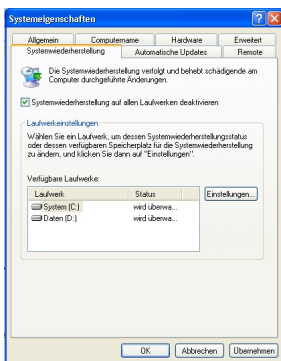 Systemeigenschaften
Allgemein Computername Hardware Erweitert
Systemwiederherstellung Automatische Updates Remote
Die Systemwiederherstellung verfolgt und behebt schädigende am
Computer durchgeführte Änderungen.
Systemwiederherstellung auf allen Laufwerken deaktivieren
Laufwerkeinstellungen
Wählen Sie ein Laufwerk, um dessen Systemwiederherstellungsstatus
oder dessen verfügbaren Speicherplatz für die Systemwiederherstellung
zu ändern, und klicken Sie dann auf "Einstellungen".
Verfügbare Laufwerke:
Laufwerk Status
System (C:) wird überwa...
Daten (D:) wird überwa...
Einstellungen...
OK Abbrechen Übernehmen